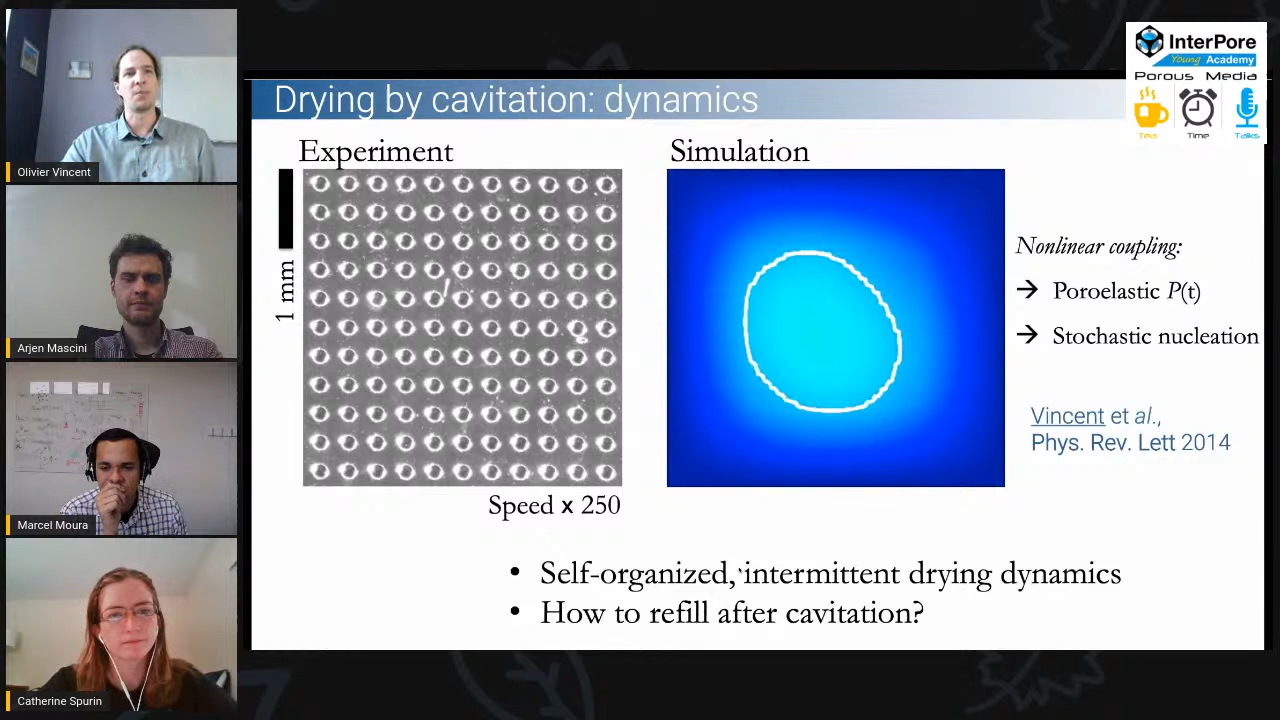 Olivier Vincent
Arjen Mascini
Marcel Moura
Catherine Spurin
InterPore
Young Academy
Porous Media
Tea Time Talks
Drying by cavitation: dynamics
Experiment
Simulation
1 mm
Speed x 250
Nonlinear coupling:
→ Poroelastic P(t)
→ Stochastic nucleation
Vincent et al.,
Phys. Rev. Lett 2014
• Self-organized, intermittent drying dynamics
• How to refill after cavitation?